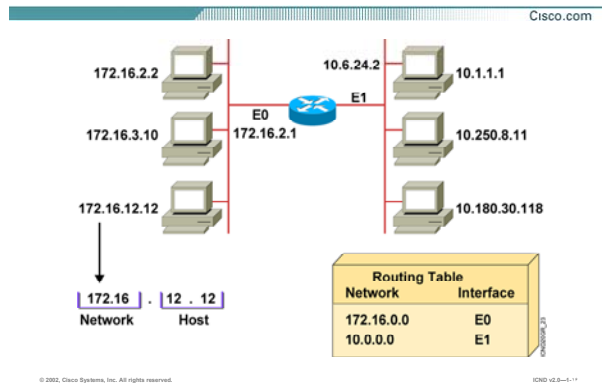 Cisco.com
172.16.2.2
10.6.24.2
10.1.1.1
E0
E1
172.16.2.1
172.16.3.10
10.250.8.11
172.16.12.12
10.180.30.118
172.16 . 12 . 12
Network Host
Routing Table
Network Interface
172.16.0.0 E0
10.0.0.0 E1
© 2002, Cisco Systems, Inc. All rights reserved.
ICND v2.0—1-